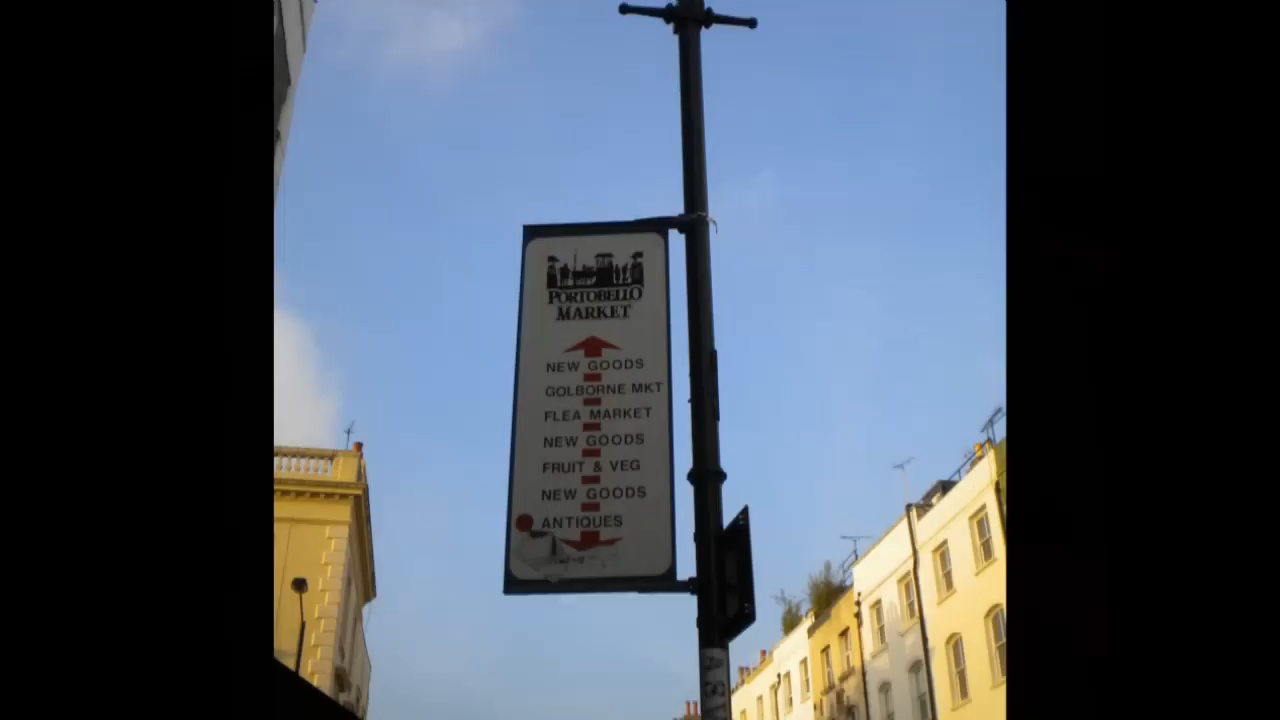 PORTOBELLO
MARKET
NEW GOODS
GOLBORNE MKT
FLEA MARKET
NEW GOODS
FRUIT & VEG
NEW GOODS
ANTIQUES